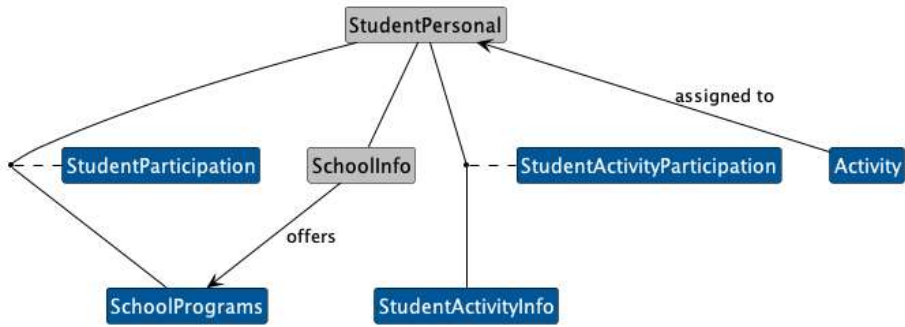 StudentPersonal
assigned to
StudentParticipation
SchoolInfo
StudentActivityParticipation
Activity
offers
SchoolPrograms
StudentActivityInfo